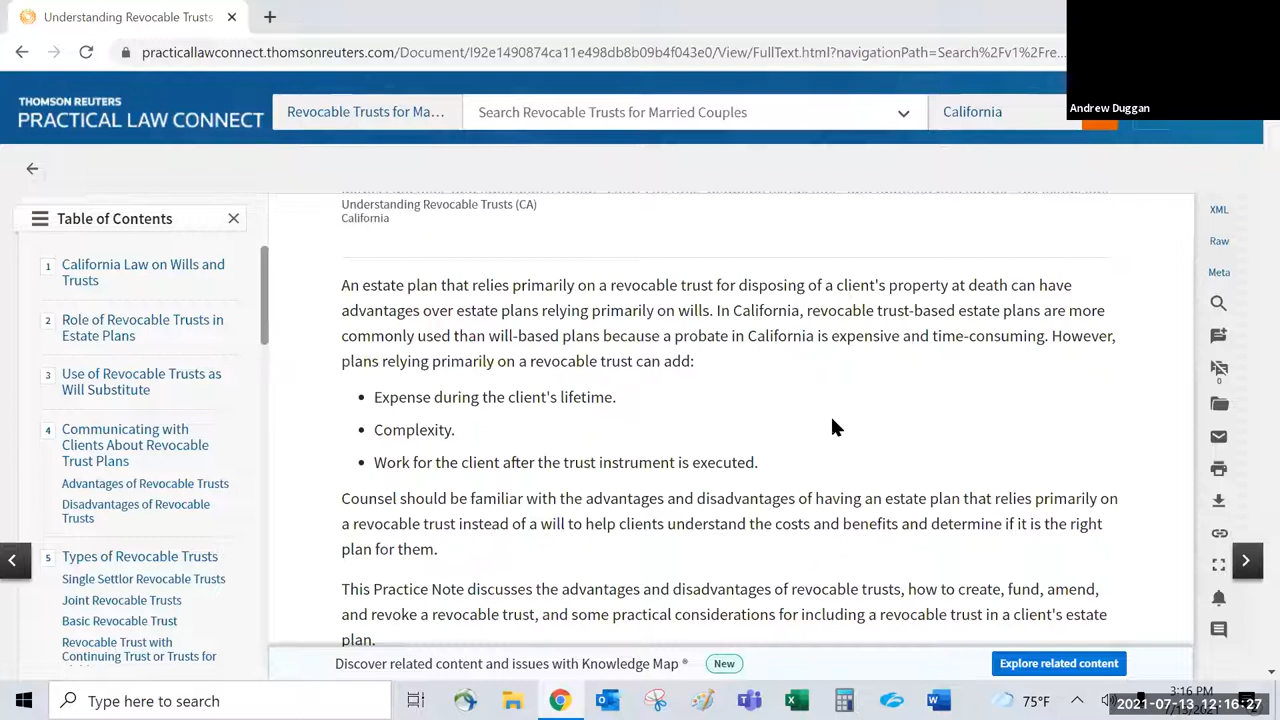 Understanding Revocable Trusts
practicallawconnect.thomsonreuters.com/Document/I92e1490874ca11e498db8b09b4f043e0/View/FullText.html?navigationPath=Search%2Fv1%2Fre...
Andrew Duggan
THOMSON REUTERS
PRACTICAL LAW CONNECT
Revocable Trusts for Ma...
Search Revocable Trusts for Married Couples
California
Table of Contents
1 California Law on Wills and
Trusts
2 Role of Revocable Trusts in
Estate Plans
3 Use of Revocable Trusts as
Will Substitute
4 Communicating with
Clients About Revocable
Trust Plans
Advantages of Revocable Trusts
Disadvantages of Revocable
Trusts
5 Types of Revocable Trusts
Single Settlor Revocable Trusts
Joint Revocable Trusts
Basic Revocable Trust
Revocable Trust with
Continuing Trust or Trusts for
Understanding Revocable Trusts (CA)
California
An estate plan that relies primarily on a revocable trust for disposing of a client's property at death can have
advantages over estate plans relying primarily on wills. In California, revocable trust-based estate plans are more
commonly used than will-based plans because a probate in California is expensive and time-consuming. However,
plans relying primarily on a revocable trust can add:
• Expense during the client's lifetime.
• Complexity.
• Work for the client after the trust instrument is executed.
Counsel should be familiar with the advantages and disadvantages of having an estate plan that relies primarily on
a revocable trust instead of a will to help clients understand the costs and benefits and determine if it is the right
plan for them.
This Practice Note discusses the advantages and disadvantages of revocable trusts, how to create, fund, amend,
and revoke a revocable trust, and some practical considerations for including a revocable trust in a client's estate
plan.
XML
Raw
Meta
0
Discover related content and issues with Knowledge Map ® New
Explore related content
Type here to search
75°F
3:16 PM
2021-07-13 12:16:27